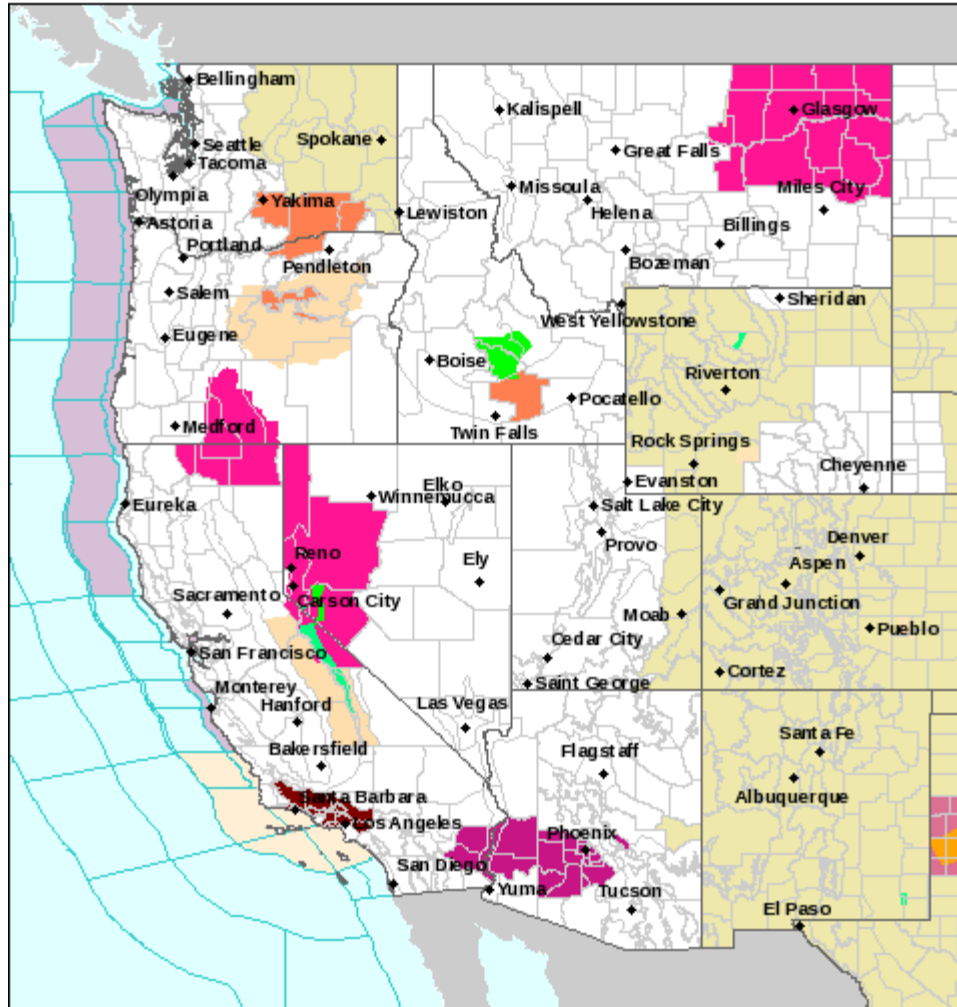 Bellingham
Kalispell
Glasgow
Spokane
Seattle
Great Falls
Tacoma
Missoula
Miles City
Olympia
Yakima
Helena
Lewiston
Astoria
Billings
Portland
Pendleton
Bozeman
Salem
Sheridan
West Yellowstone
Eugene
Boise
Riverton
Pocatello
Medford
Twin Falls
Rock Springs
Cheyenne
Elko
Evanston
Winnemucca
Eureka
Salt Lake City
Provo
Denver
Reno
Ely
Aspen
Sacramento
Carson City
Grand Junction
Moab
Pueblo
Cedar City
San Francisco
Cortez
Saint George
Monterey
Hanford
Las Vegas
Santa Fe
Bakersfield
Flagstaff
Albuquerque
Santa Barbara
Los Angeles
Phoenix
San Diego
Yuma
Tucson
El Paso